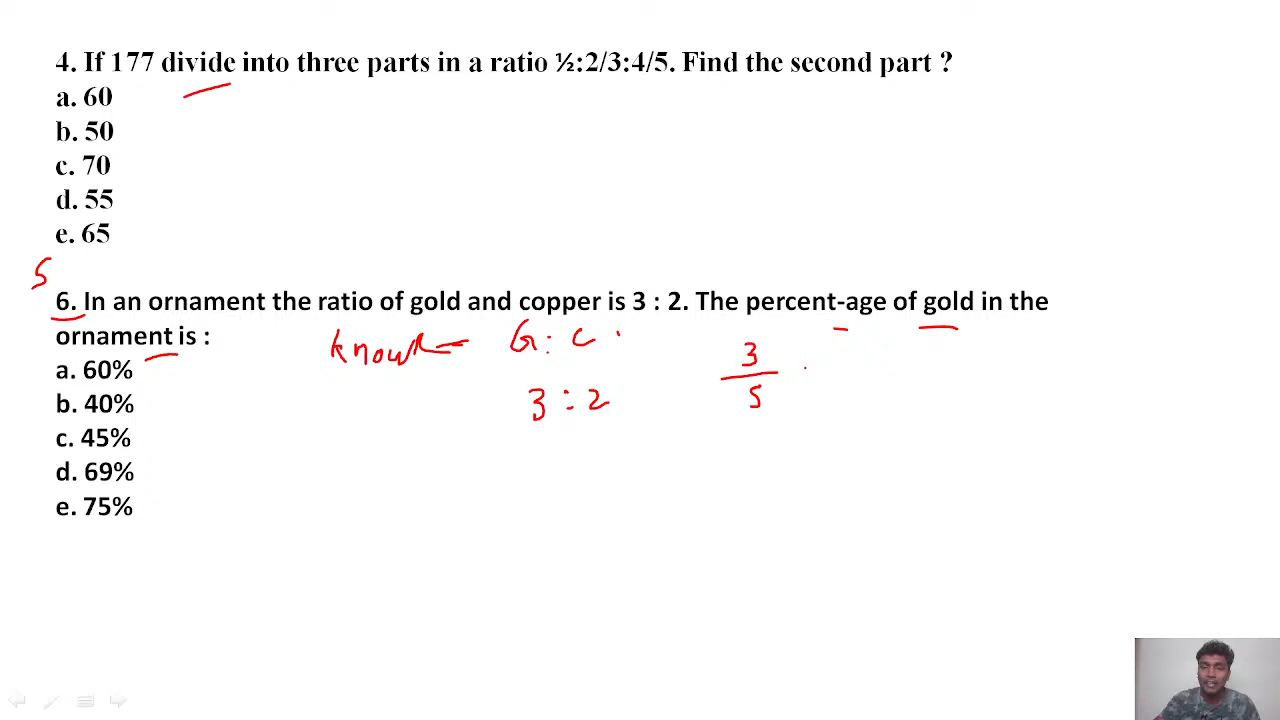 4. If 177 divide into three parts in a ratio ½:2/3:4/5. Find the second part ?
a. 60
b. 50
c. 70
d. 55
e. 65
5
6. In an ornament the ratio of gold and copper is 3 : 2. The percent-age of gold in the
ornament is :
know G : C
3
3 : 2
5
a. 60%
b. 40%
c. 45%
d. 69%
e. 75%